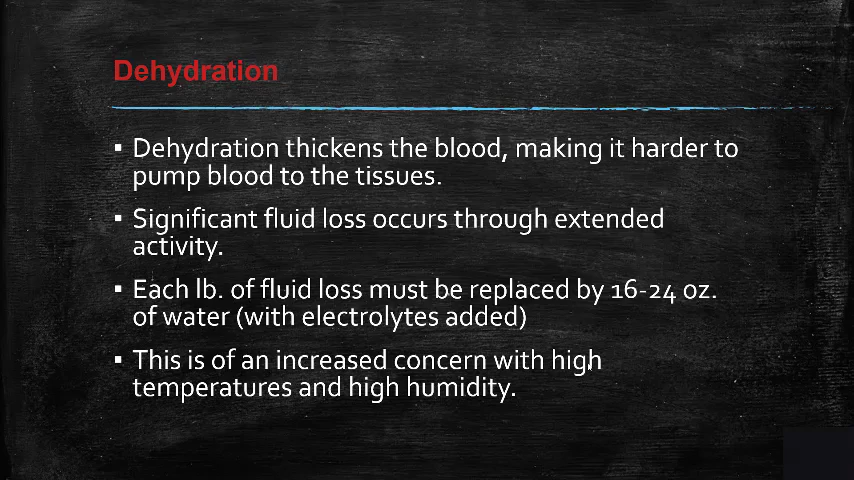 Dehydration
▪ Dehydration thickens the blood, making it harder to
pump blood to the tissues.
▪ Significant fluid loss occurs through extended
activity.
▪ Each lb. of fluid loss must be replaced by 16-24 oz.
of water (with electrolytes added)
▪ This is of an increased concern with high
temperatures and high humidity.